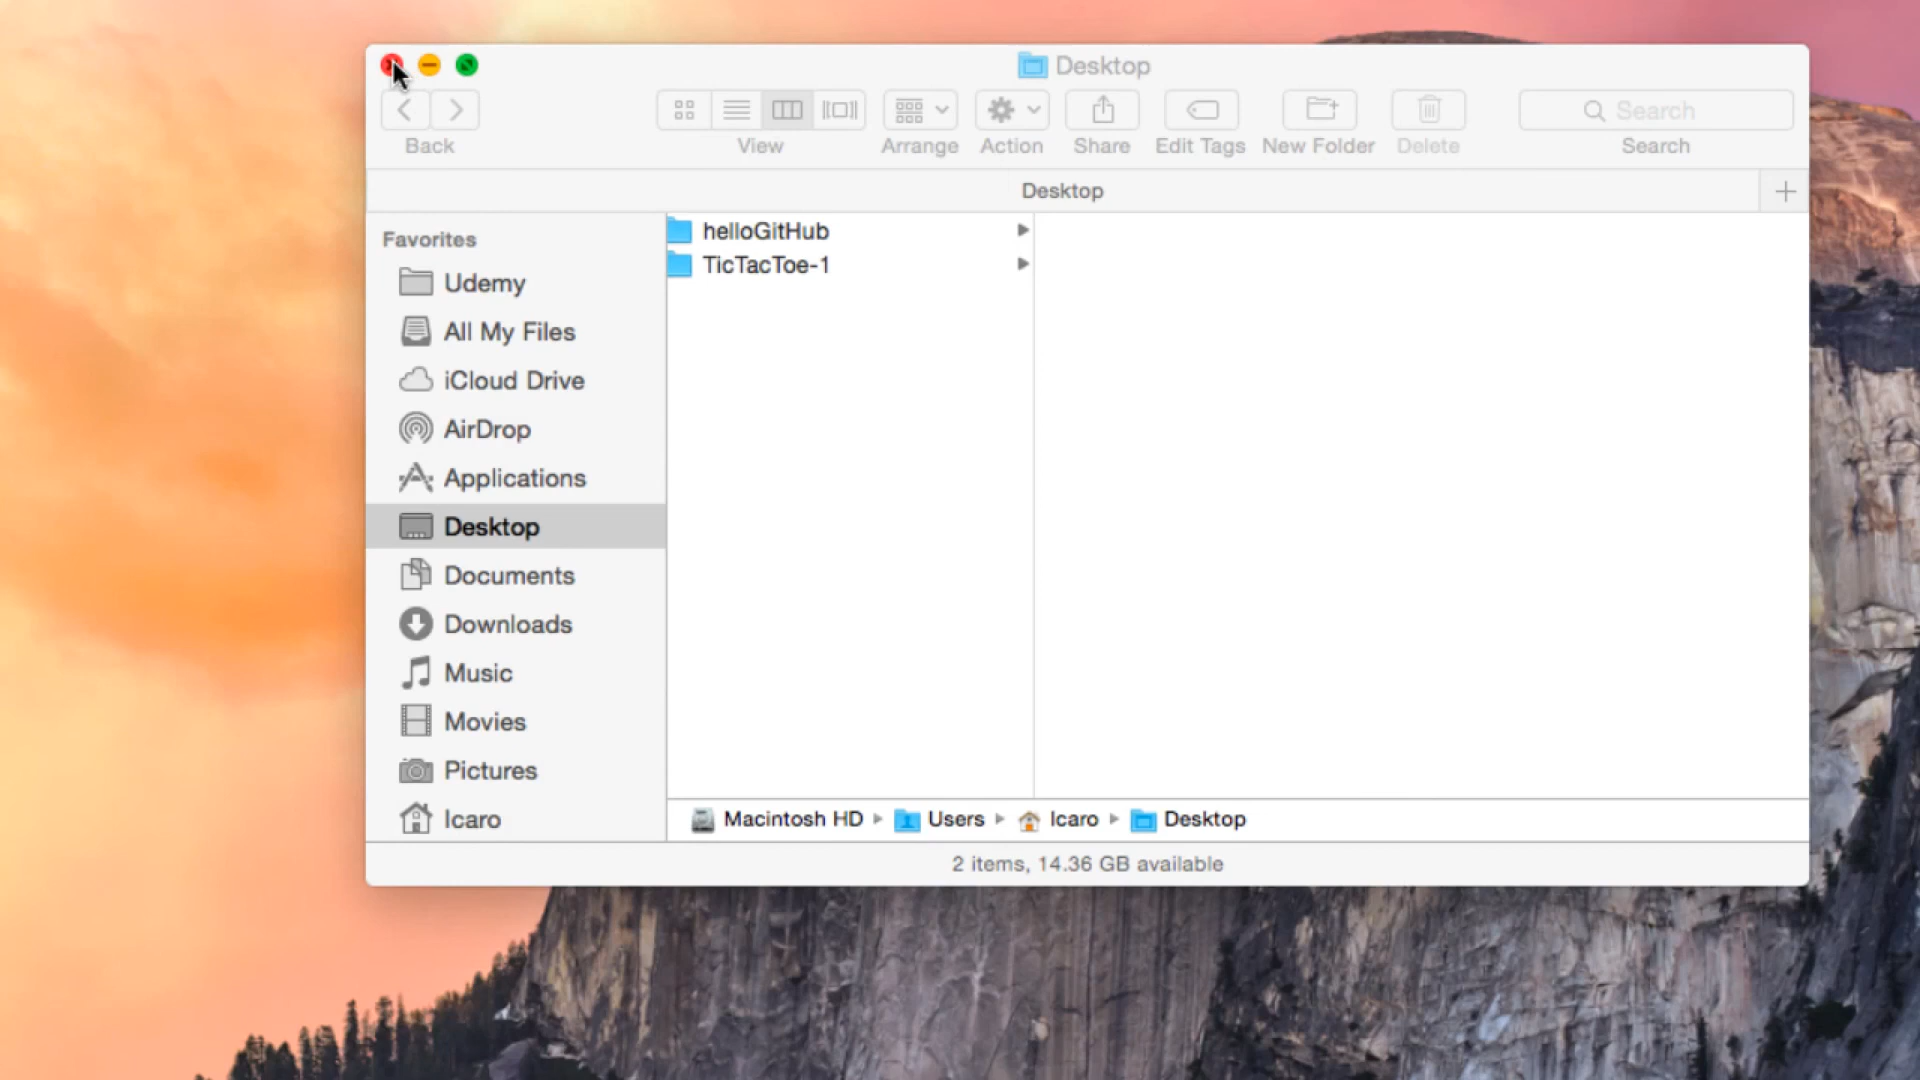 Desktop
Back
View
Arrange
Action
Share
Edit Tags
New Folder
Delete
Search
Search
Desktop
Favorites
Udemy
All My Files
iCloud Drive
AirDrop
Applications
Desktop
Documents
Downloads
Music
Movies
Pictures
Icaro
helloGitHub
TicTacToe-1
Macintosh HD Users Icaro Desktop
2 items, 14.36 GB available